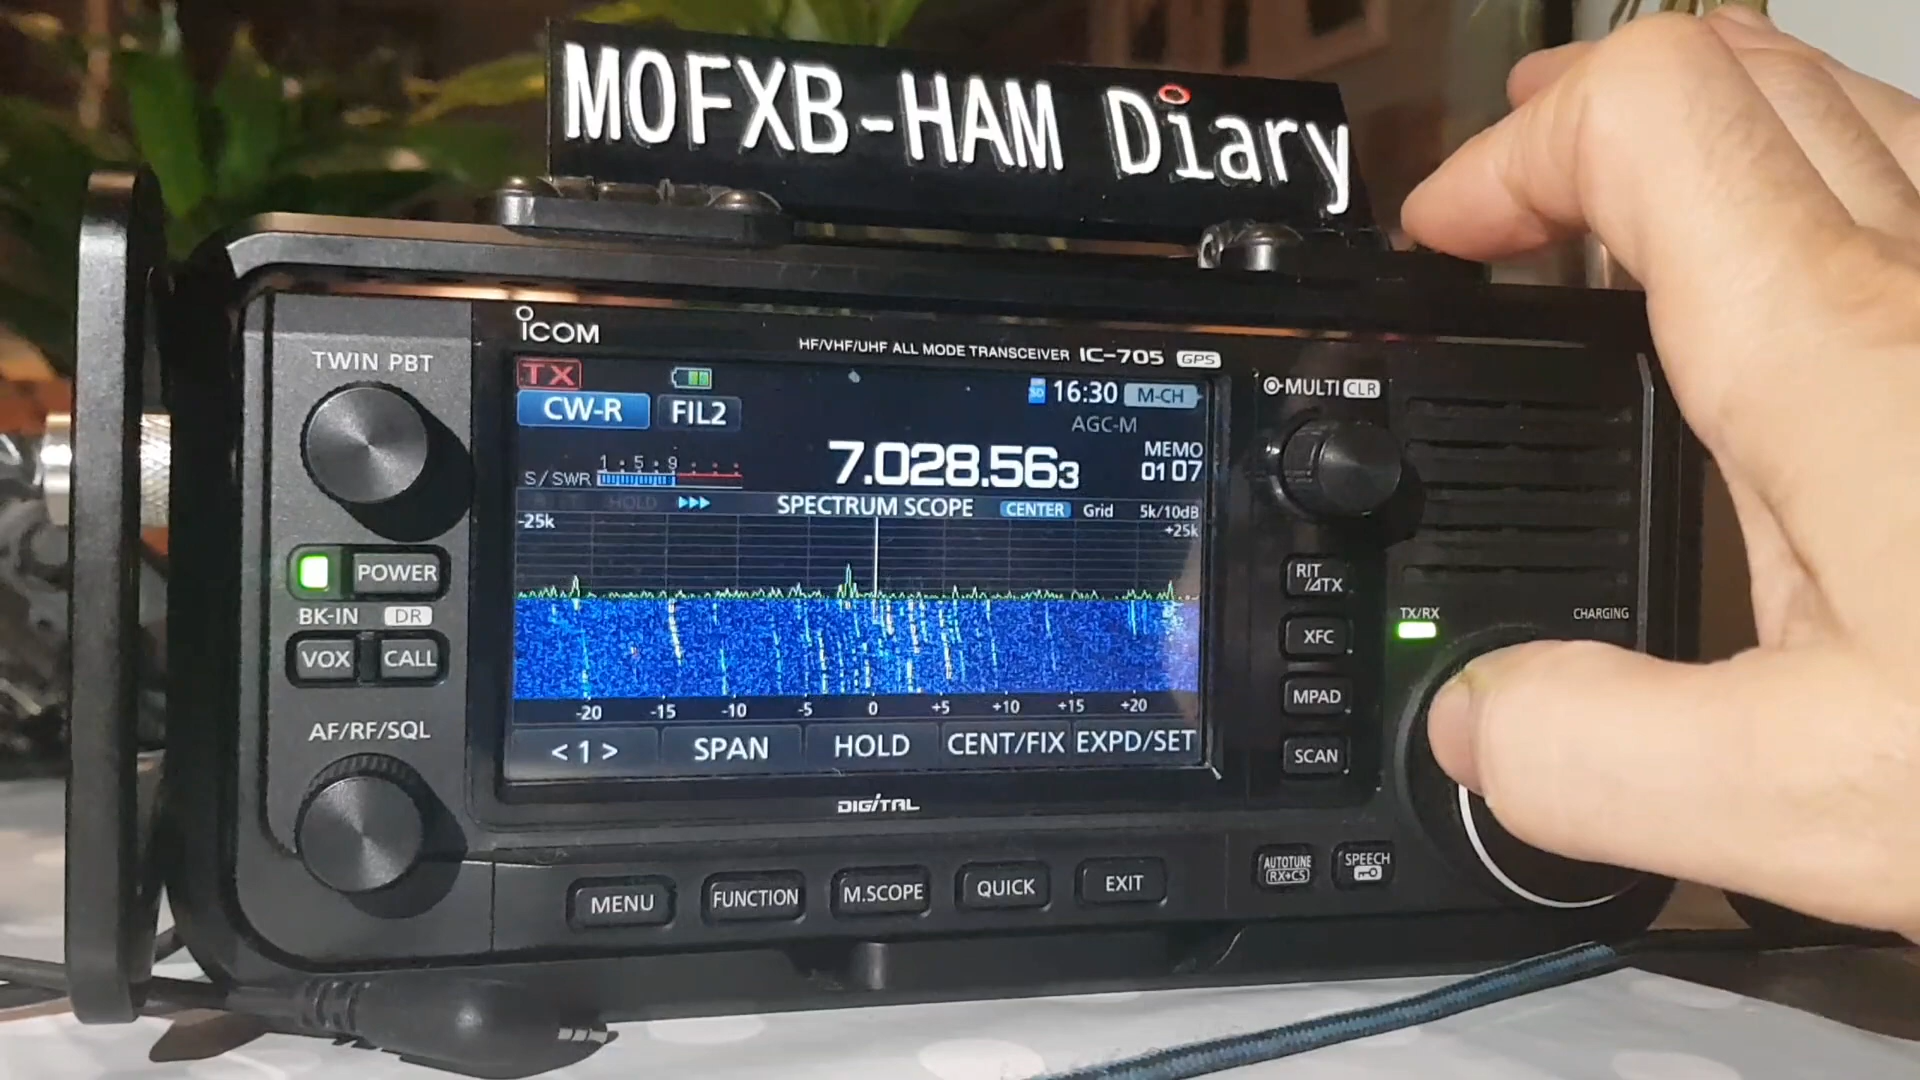 M0FXB-HAM Diary
ICOM
HF/VHF/UHF ALL MODE TRANSCEIVER IC-705 GPS
TWIN PBT
TX
SD 16:30 M-CH
CW-R FIL2
AGC-M
MULTI CLR
7.028.563
MEMO
01 07
1 5 9
S/SWR
HOLD
SPECTRUM SCOPE CENTER Grid 5k/10dB
-25k
+25k
POWER
BK-IN DR
VOX CALL
RIT
/⊿TX
XFC
TX/RX
CHARGING
MPAD
SCAN
-20 -15 -10 -5 0 +5 +10 +15 +20
<1> SPAN HOLD CENT/FIX EXPD/SET
AF/RF/SQL
DIGITAL
MENU FUNCTION M.SCOPE QUICK EXIT
AUTOTUNE
RX→CS
SPEECH